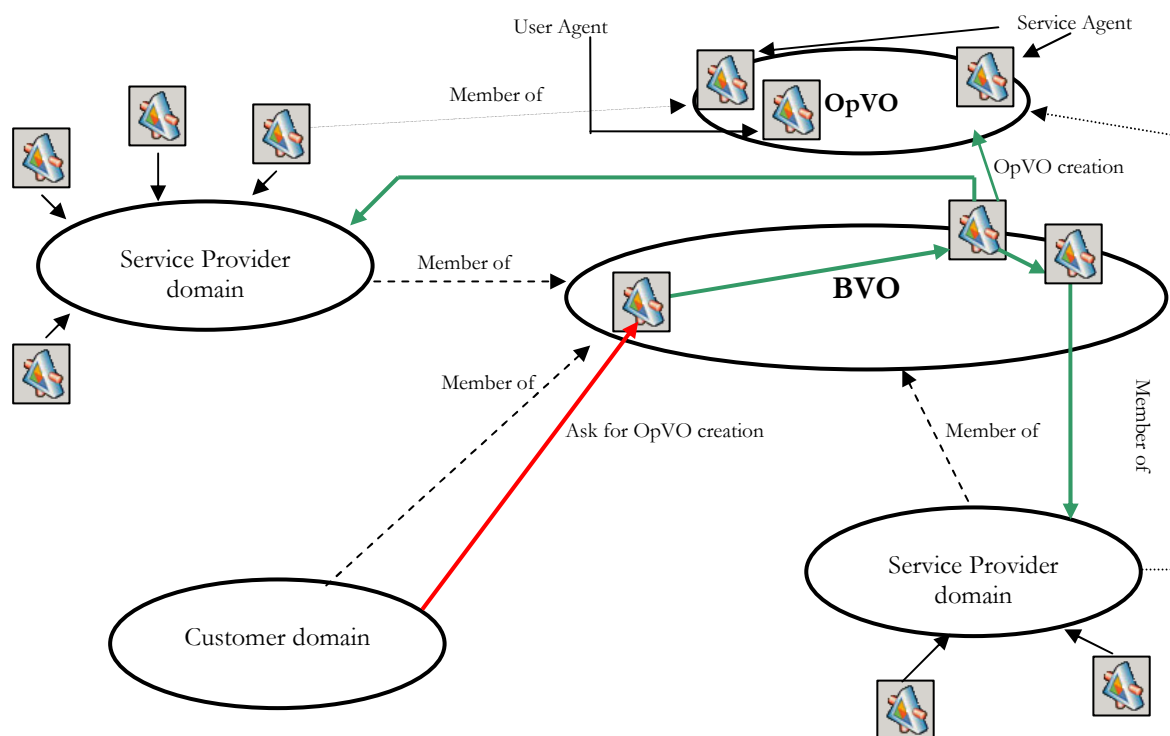 User Agent
Service Agent
Member of
OpVO
OpVO creation
Service Provider
domain
Member of
BVO
Member of
Ask for OpVO creation
Member of
Member of
Service Provider
domain
Customer domain